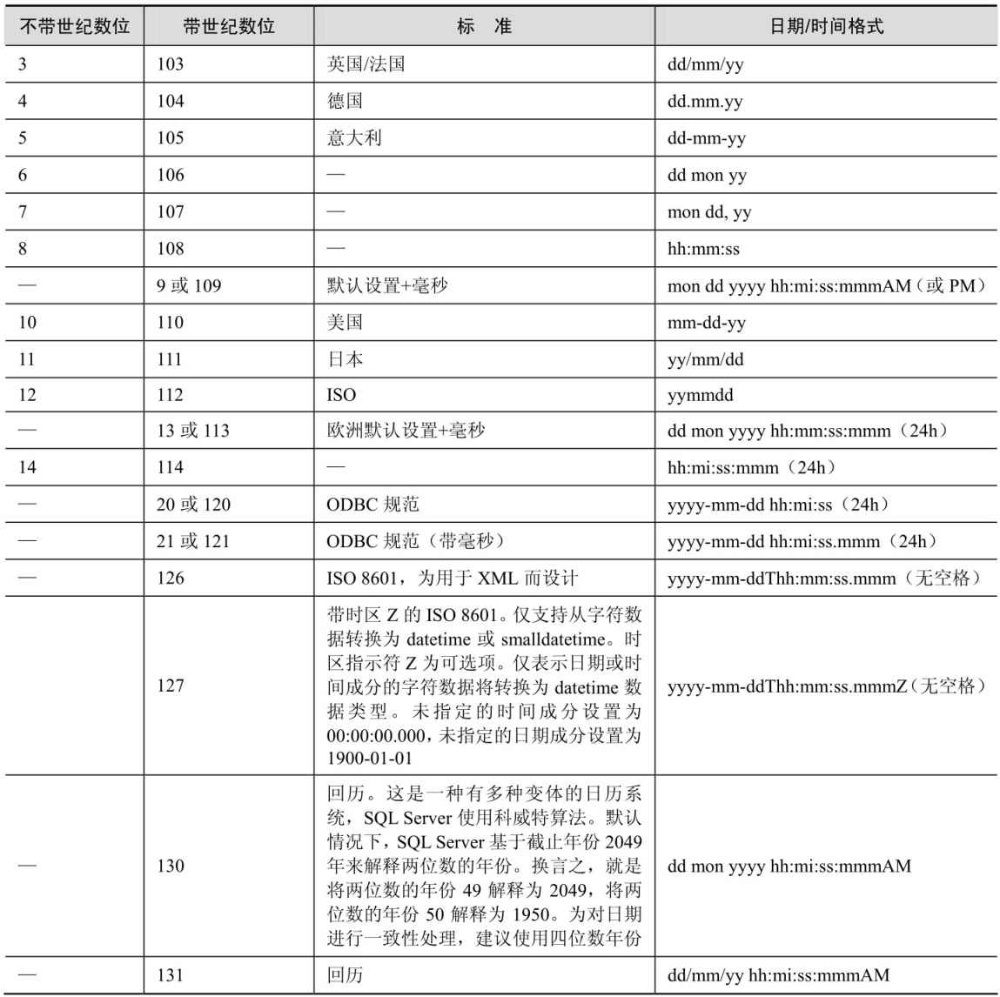 不带世纪数位 带世纪数位 标 准 日期/时间格式
3 103 英国/法国 dd/mm/yy
4 104 德国 dd.mm.yy
5 105 意大利 dd-mm-yy
6 106 — dd mon yy
7 107 — mon dd, yy
8 108 — hh:mm:ss
— 9 或 109 默认设置+毫秒 mon dd yyyy hh:mi:ss:mmmAM（或 PM）
10 110 美国 mm-dd-yy
11 111 日本 yy/mm/dd
12 112 ISO yymmdd
— 13 或 113 欧洲默认设置+毫秒 dd mon yyyy hh:mm:ss:mmm（24h）
14 114 — hh:mi:ss:mmm（24h）
— 20 或 120 ODBC 规范 yyyy-mm-dd hh:mi:ss（24h）
— 21 或 121 ODBC 规范（带毫秒） yyyy-mm-dd hh:mi:ss.mmm（24h）
— 126 ISO 8601，为用于 XML 而设计 yyyy-mm-ddThh:mm:ss.mmm（无空格）
127
带时区 Z 的 ISO 8601。仅支持从字符数
据转换为 datetime 或 smalldatetime。时
区指示符 Z 为可选项。仅表示日期或时
间成分的字符数据将转换为 datetime 数
据类型。未指定的时间成分设置为
00:00:00.000，未指定的日期成分设置为
1900-01-01
yyyy-mm-ddThh:mm:ss.mmmZ（无空格）
— 130
回历。这是一种有多种变体的日历系
统，SQL Server 使用科威特算法。默认
情况下，SQL Server 基于截止年份 2049
年来解释两位数的年份。换言之，就是
将两位数的年份 49 解释为 2049，将两
位数的年份 50 解释为 1950。为对日期
进行一致性处理，建议使用四位数年份
dd mon yyyy hh:mi:ss:mmmAM
— 131 回历 dd/mm/yy hh:mi:ss:mmmAM